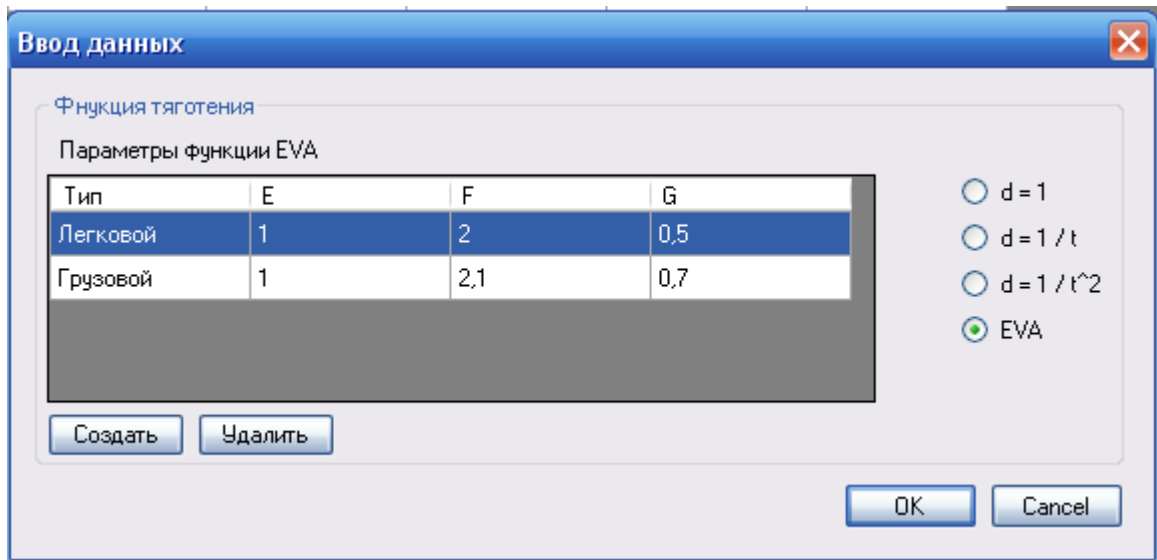 Ввод данных
Фнукция тяготения
Параметры функции EVA
Тип E F G
Легковой 1 2 0,5
Грузовой 1 2,1 0,7
d = 1
d = 1 / t
d = 1 / t^2
EVA
Создать Удалить
OK Cancel